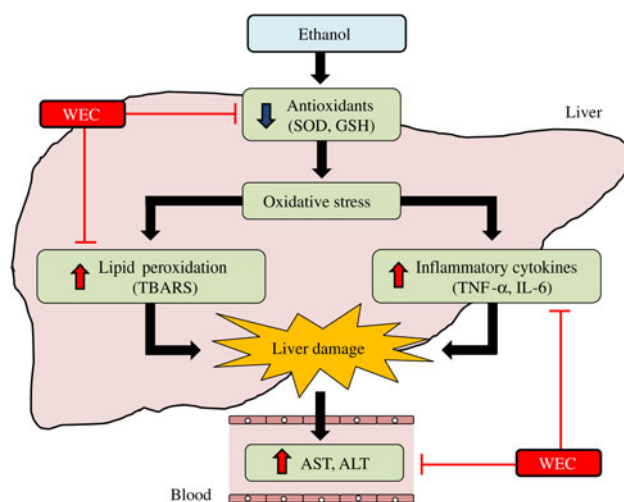 Ethanol
WEC
Antioxidants
(SOD, GSH)
Liver
Oxidative stress
Lipid peroxidation
(TBARS)
Inflammatory cytokines
(TNF-α, IL-6)
Liver damage
AST, ALT
WEC
Blood